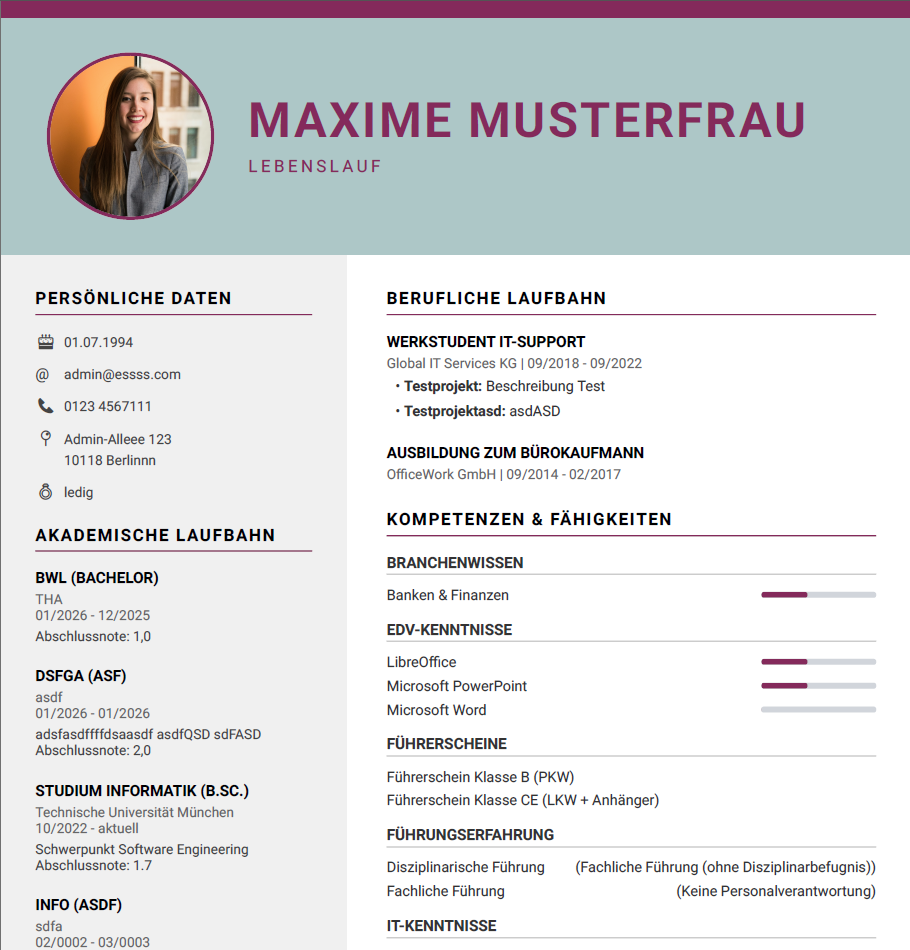 MAXIME MUSTERFRAU
LEBENSLAUF
PERSÖNLICHE DATEN
01.07.1994
@ admin@essss.com
0123 4567111
Admin-Alleee 123
10118 Berlinnn
ledig
AKADEMISCHE LAUFBAHN
BWL (BACHELOR)
THA
01/2026 - 12/2025
Abschlussnote: 1,0
DSFGA (ASF)
asdf
01/2026 - 01/2026
adsfasdffffdsaasdf asdfQSD sdFASD
Abschlussnote: 2,0
STUDIUM INFORMATIK (B.SC.)
Technische Universität München
10/2022 - aktuell
Schwerpunkt Software Engineering
Abschlussnote: 1.7
INFO (ASDF)
sdfa
02/0002 - 03/0003
BERUFLICHE LAUFBAHN
WERKSTUDENT IT-SUPPORT
Global IT Services KG | 09/2018 - 09/2022
• Testprojekt: Beschreibung Test
• Testprojektasd: asdASD
AUSBILDUNG ZUM BÜROKAUFMANN
OfficeWork GmbH | 09/2014 - 02/2017
KOMPETENZEN & FÄHIGKEITEN
BRANCHENWISSEN
Banken & Finanzen
EDV-KENNTNISSE
LibreOffice
Microsoft PowerPoint
Microsoft Word
FÜHRERSCHEINE
Führerschein Klasse B (PKW)
Führerschein Klasse CE (LKW + Anhänger)
FÜHRUNGSERFAHRUNG
Disziplinarische Führung (Fachliche Führung (ohne Disziplinarbefugnis))
Fachliche Führung (Keine Personalverantwortung)
IT-KENNTNISSE